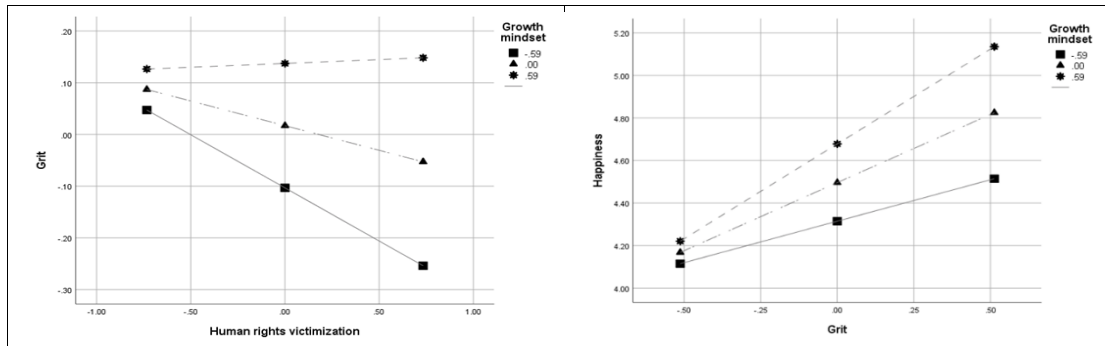 Growth
mindset
-.59
.00
.59
.20
.10
.00
-.10
-.20
-.30
Grit
-1.00 -.50 .00 .50 1.00
Human rights victimization
Growth
mindset
-.59
.00
.59
5.20
5.00
4.80
4.60
4.40
4.20
4.00
Happiness
-.50 -.25 .00 .25 .50
Grit